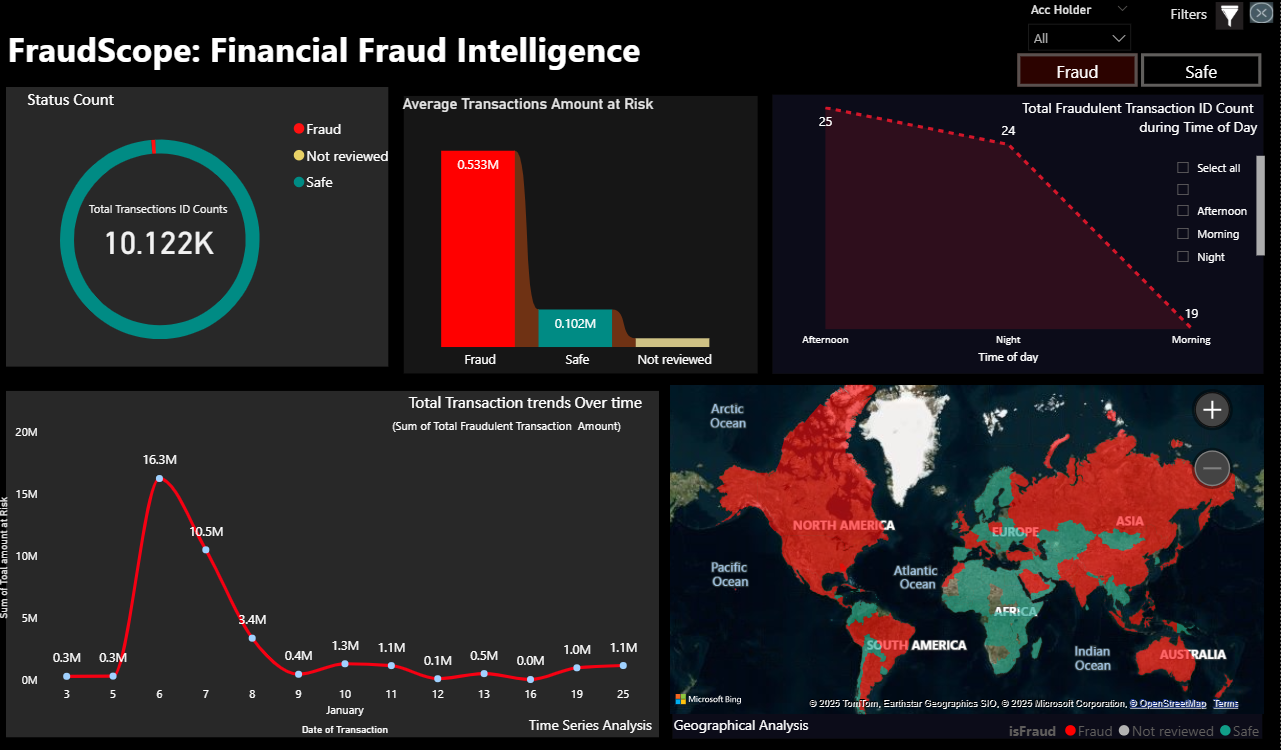 Acc Holder
Filters
FraudScope: Financial Fraud Intelligence
All
Fraud
Safe
Status Count
Fraud
Not reviewed
Safe
Total Transections ID Counts
10.122K
Average Transactions Amount at Risk
0.533M
0.102M
Fraud
Safe
Not reviewed
Total Fraudulent Transaction ID Count
during Time of Day
25
24
19
Select all
Afternoon
Morning
Night
Afternoon
Night
Morning
Time of day
Total Transaction trends Over time
(Sum of Total Fraudulent Transaction Amount)
Sum of Toal amount at Risk
20M
15M
10M
5M
0M
0.3M
0.3M
16.3M
10.5M
3.4M
0.4M
1.3M
1.1M
0.1M
0.5M
0.0M
1.0M
1.1M
3
5
6
7
8
9
10
11
12
13
16
19
25
January
Date of Transaction
Time Series Analysis
Arctic
Ocean
NORTH AMERICA
EUROPE
ASIA
Pacific
Ocean
Atlantic
Ocean
AFRICA
SOUTH AMERICA
Indian
Ocean
AUSTRALIA
Microsoft Bing
© 2025 TomTom, Earthstar Geographics SIO, © 2025 Microsoft Corporation, © OpenStreetMap Terms
Geographical Analysis
isFraud
Fraud
Not reviewed
Safe